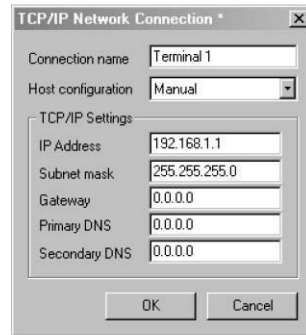 TCP/IP Network Connection *
Connection name Terminal 1
Host configuration Manual
TCP/IP Settings
IP Address 192.168.1.1
Subnet mask 255.255.255.0
Gateway 0.0.0.0
Primary DNS 0.0.0.0
Secondary DNS 0.0.0.0
OK Cancel